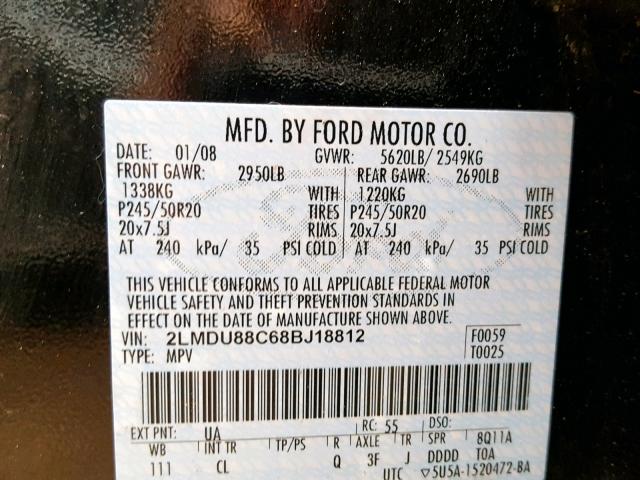 MFD. BY FORD MOTOR CO.
DATE: 01/08 GVWR: 5620LB/ 2549KG
FRONT GAWR: 2950LB REAR GAWR: 2690LB
1338KG WITH 1220KG WITH
P245/50R20 TIRES P245/50R20 TIRES
20x7.5J RIMS 20x7.5J RIMS
AT 240 kPa/ 35 PSI COLD AT 240 kPa/ 35 PSI COLD
THIS VEHICLE CONFORMS TO ALL APPLICABLE FEDERAL MOTOR
VEHICLE SAFETY AND THEFT PREVENTION STANDARDS IN
EFFECT ON THE DATE OF MANUFACTURE SHOWN ABOVE.
VIN: 2LMDU88C68BJ18812 F0059
TYPE: MPV T0025
EXT PNT: UA RC: 55 DSO:
WB INT TR TP/PS R AXLE TR SPR 8Q11A
111 CL Q 3F J DDDD TOA
UTC ▽5U5A-1520472-BA